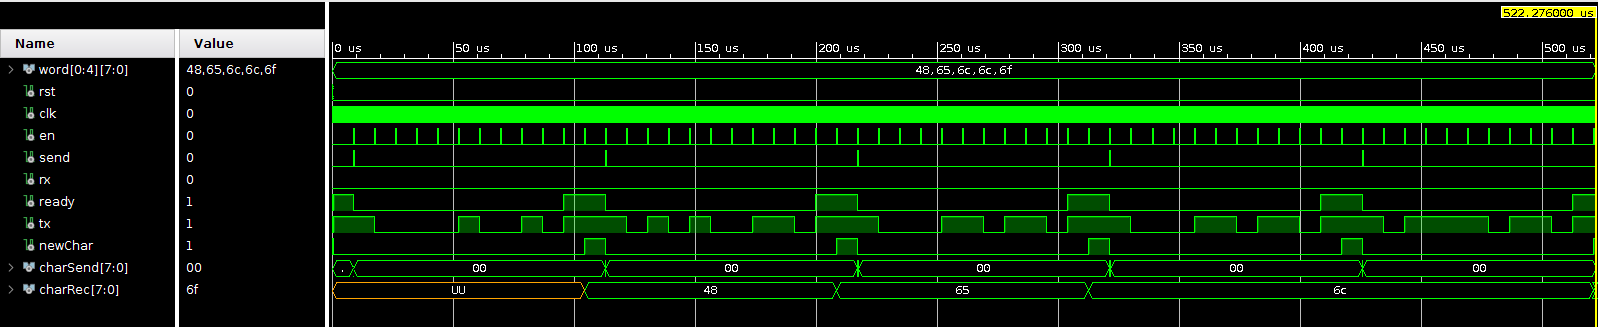 522.276000 us
Name Value
0 us 50 us 100 us 150 us 200 us 250 us 300 us 350 us 400 us 450 us 500 us
word[0:4][7:0] 48,65,6c,6c,6f 48,65,6c,6c,6f
rst 0
clk 0
en 0
send 0
rx 0
ready 1
tx 1
newChar 1
charSend[7:0] 00 . 00 00 00 00 00
charRec[7:0] 6f UU 48 65 6c